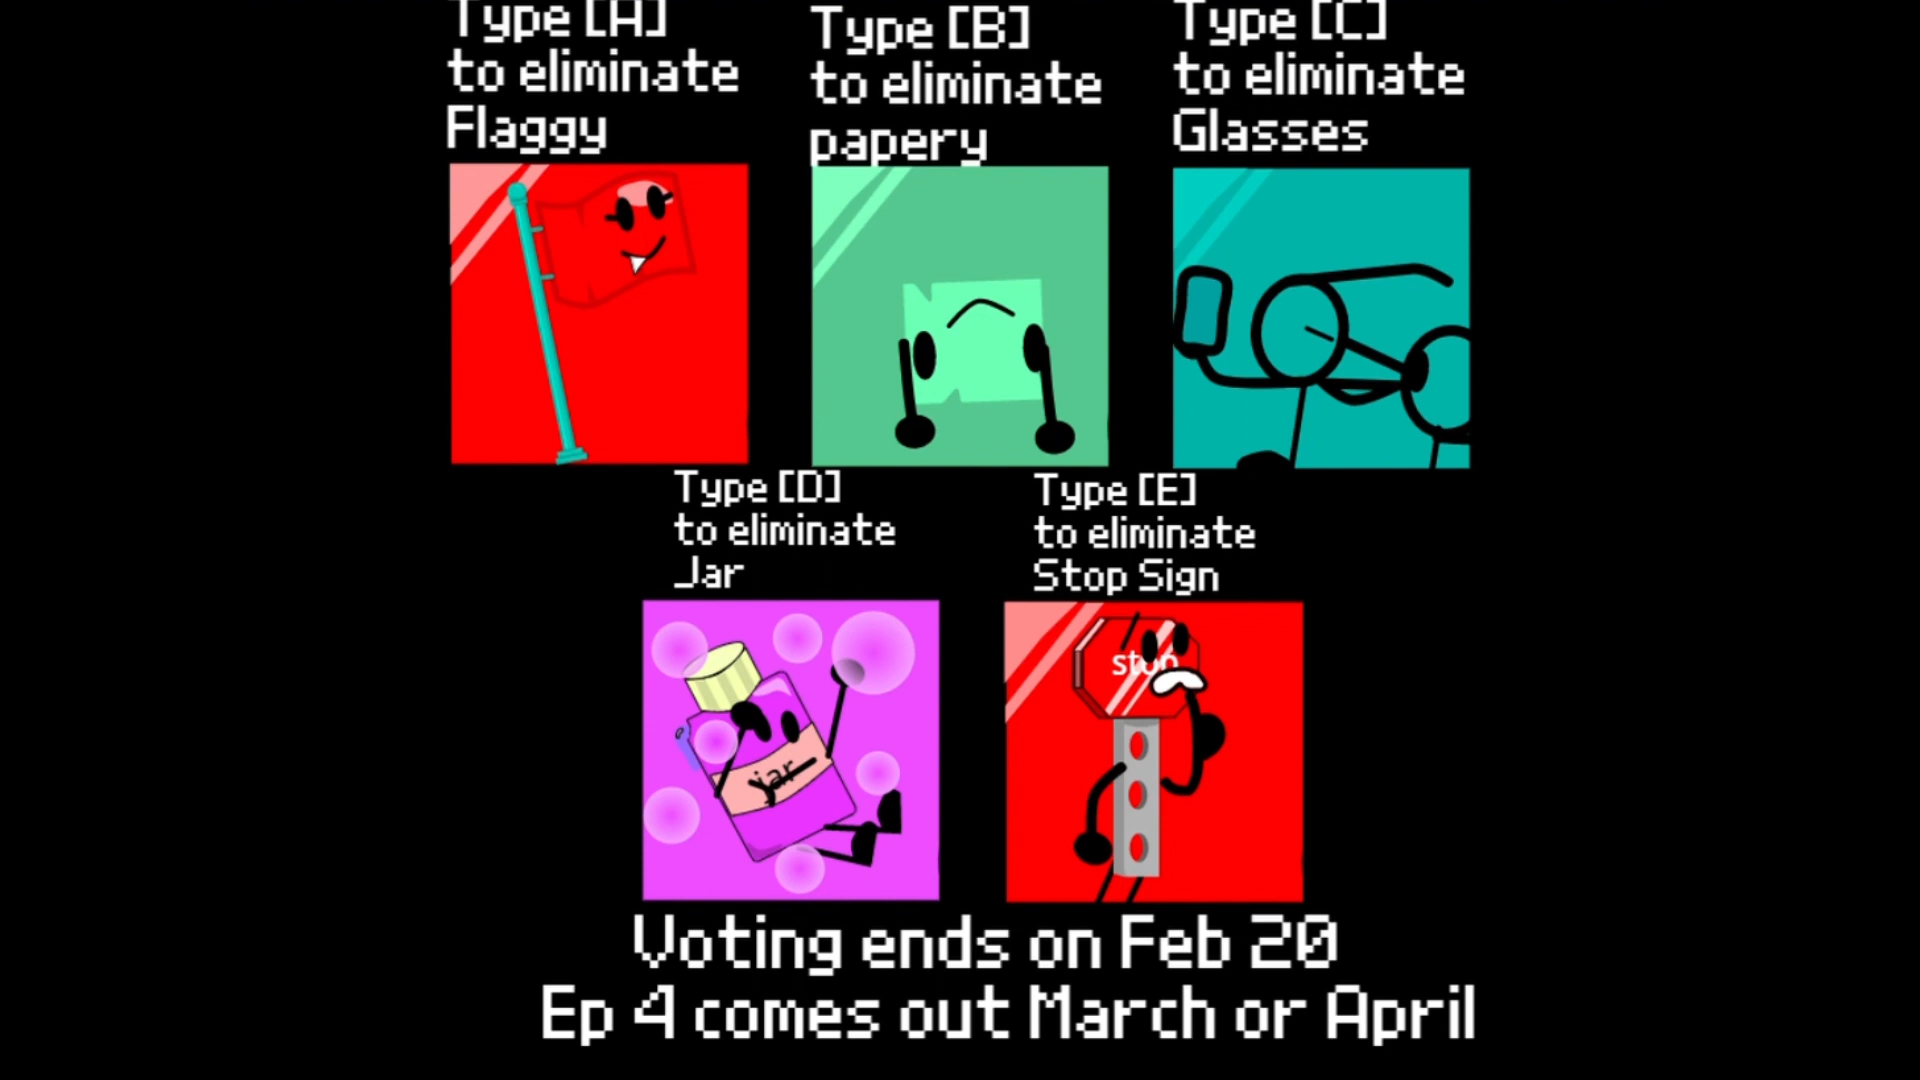 Type [A]
to eliminate
Flaggy
Type [B]
to eliminate
papery
Type [C]
to eliminate
Glasses
Type [D]
to eliminate
Jar
jar
Type [E]
to eliminate
Stop Sign
stop
Voting ends on Feb 20
Ep 4 comes out March or April